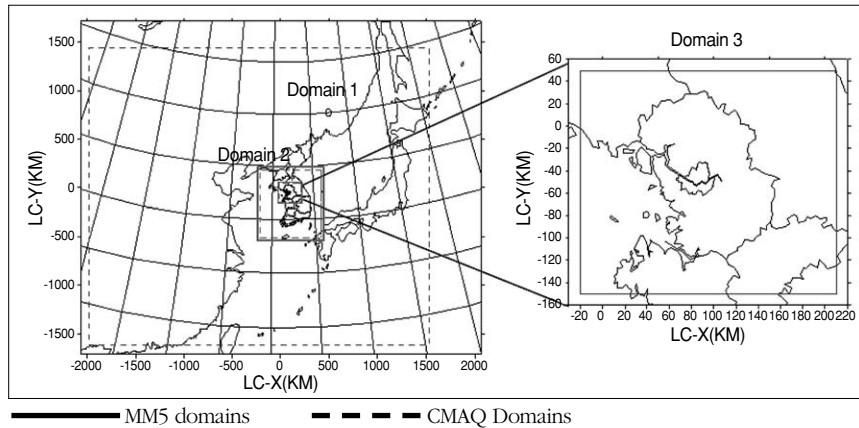 Domain 1
Domain 2
1500
1000
500
0
-500
-1000
-1500
LC-Y(KM)
-2000 -1500 -1000 -500 0 500 1000 1500 2000
LC-X(KM)
Domain 3
60
40
20
0
-20
-40
-60
-80
-100
-120
-140
-160
LC-Y(KM)
-20 0 20 40 60 80 100 120 140 160 180 200 220
LC-X(KM)
MM5 domains CMAQ Domains